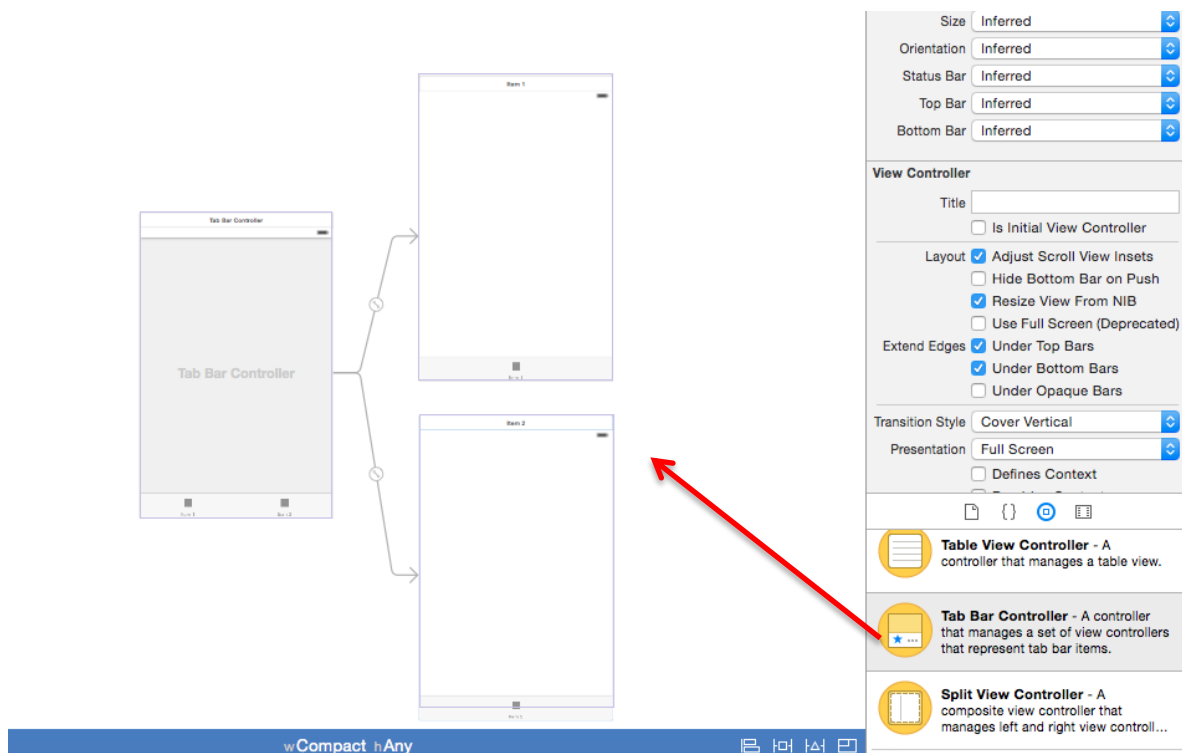 Item 1
Tab Bar Controller
Tab Bar Controller
Item 2
wCompact hAny
Size Inferred
Orientation Inferred
Status Bar Inferred
Top Bar Inferred
Bottom Bar Inferred
View Controller
Title
Is Initial View Controller
Layout Adjust Scroll View Insets
Hide Bottom Bar on Push
Resize View From NIB
Use Full Screen (Deprecated)
Extend Edges Under Top Bars
Under Bottom Bars
Under Opaque Bars
Transition Style Cover Vertical
Presentation Full Screen
Defines Context
Table View Controller - A
controller that manages a table view.
Tab Bar Controller - A controller
that manages a set of view controllers
that represent tab bar items.
Split View Controller - A
composite view controller that
manages left and right view controll...